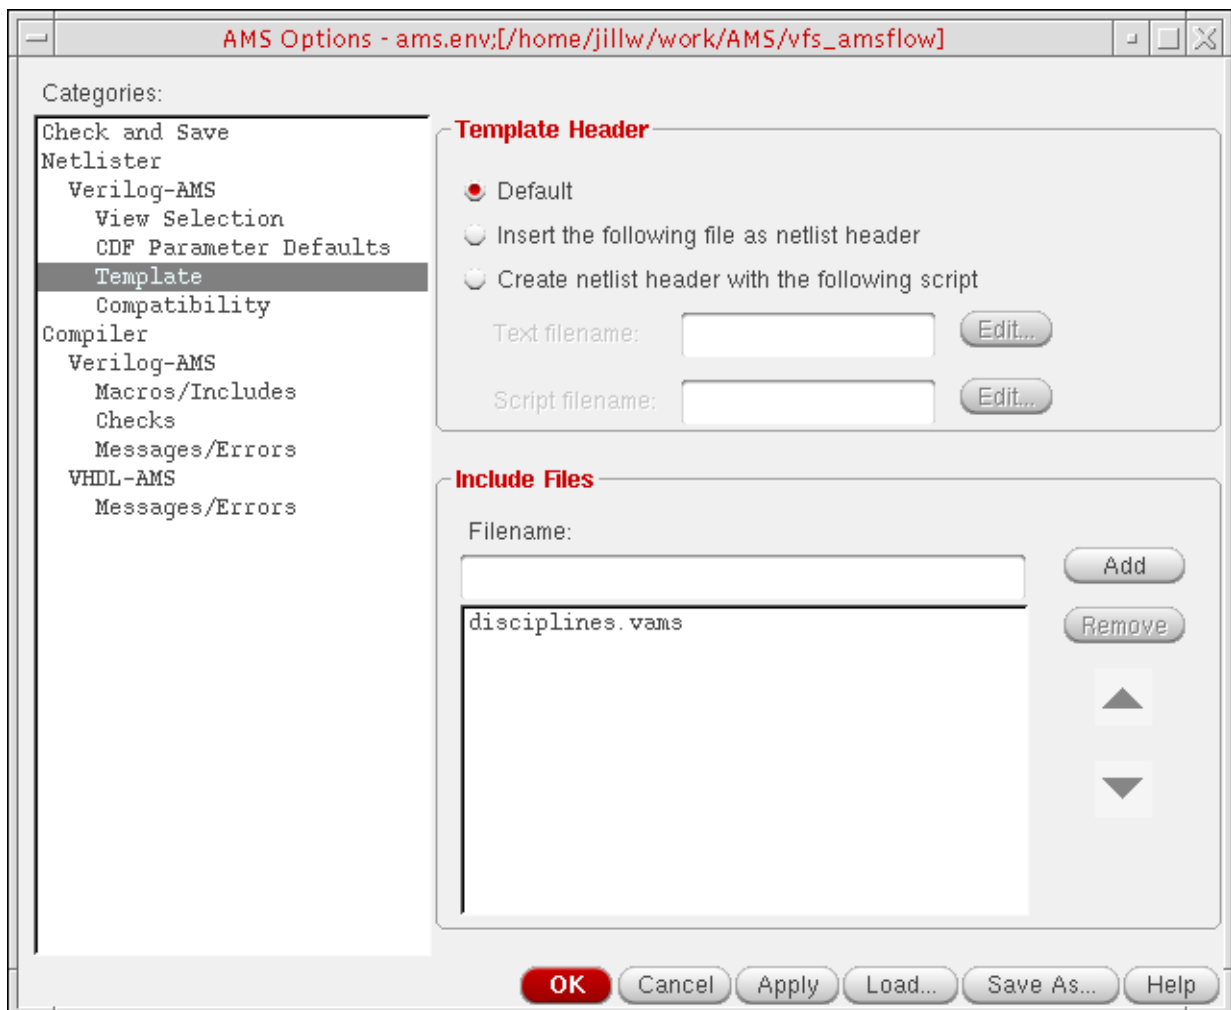 AMS Options - ams.env;[/home/jillw/work/AMS/vfs_amsflow]
Categories:
Check and Save
Netlister
Verilog-AMS
View Selection
CDF Parameter Defaults
Template
Compatibility
Compiler
Verilog-AMS
Macros/Includes
Checks
Messages/Errors
VHDL-AMS
Messages/Errors
Template Header
Default
Insert the following file as netlist header
Create netlist header with the following script
Text filename:
Edit...
Script filename:
Edit...
Include Files
Filename:
Add
disciplines.vams
Remove
OK
Cancel
Apply
Load...
Save As...
Help